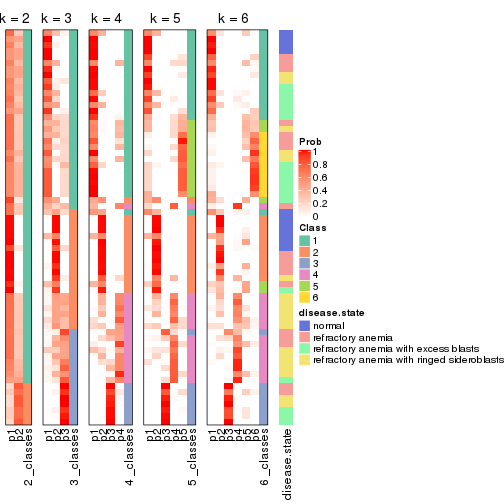 k = 2 k = 3 k = 4 k = 5 k = 6
Prob
1
0.8
0.6
0.4
0.2
0
Class
1
2
3
4
5
6
disease.state
normal
refractory anemia
refractory anemia with excess blasts
refractory anemia with ringed sideroblasts
p1 p2 2_classes p1 p2 p3 3_classes p1 p2 p3 p4 4_classes p1 p2 p3 p4 p5 5_classes p1 p2 p3 p4 p5 p6 6_classes disease.state